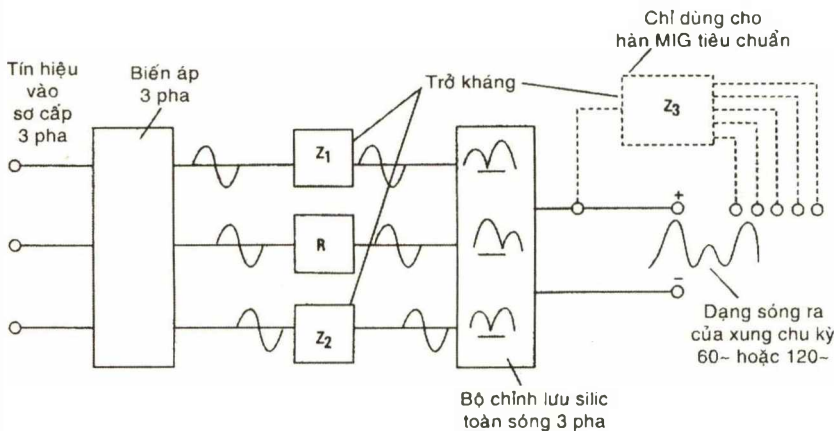 Chỉ dùng cho
hàn MIG tiêu chuẩn
Tín hiệu
vào
sơ cấp
3 pha
Biến áp
3 pha
Trở kháng
Z3
Z1
R
Z2
+
–
Dạng sóng ra
của xung chu kỳ
60~ hoặc 120~
Bộ chỉnh lưu silic
toàn sóng 3 pha